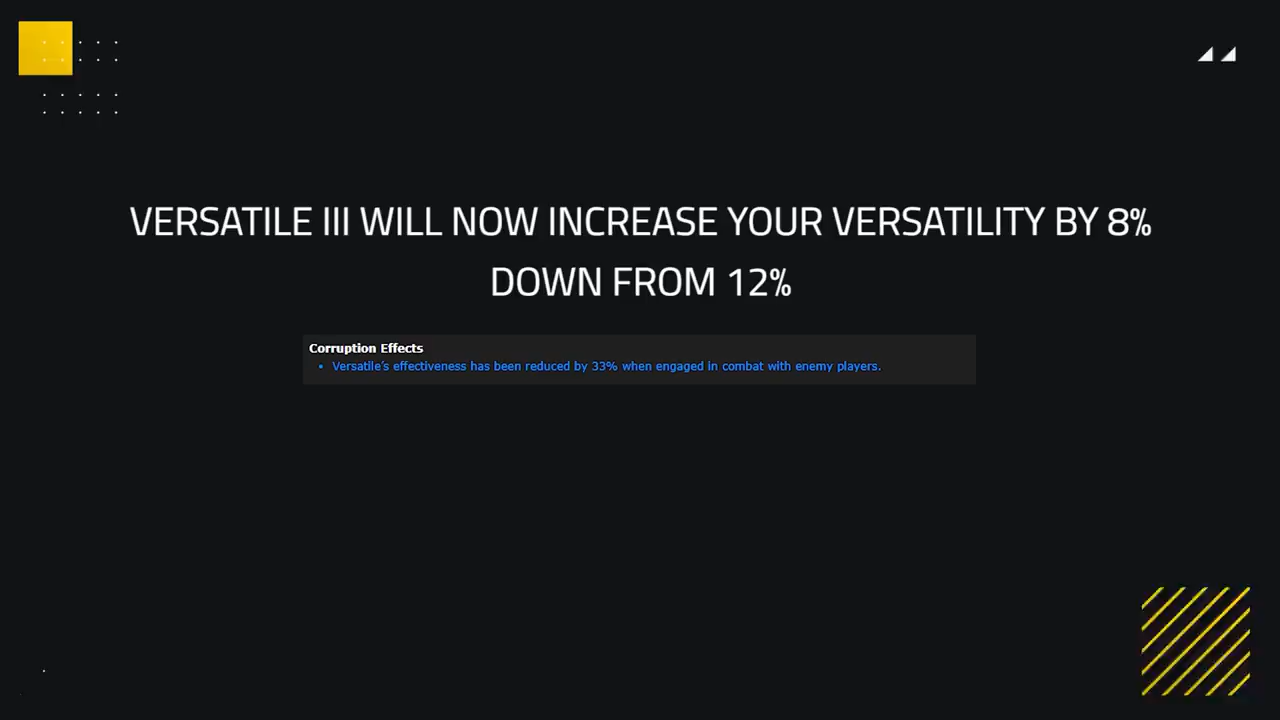 VERSATILE III WILL NOW INCREASE YOUR VERSATILITY BY 8%
DOWN FROM 12%
Corruption Effects
• Versatile's effectiveness has been reduced by 33% when engaged in combat with enemy players.